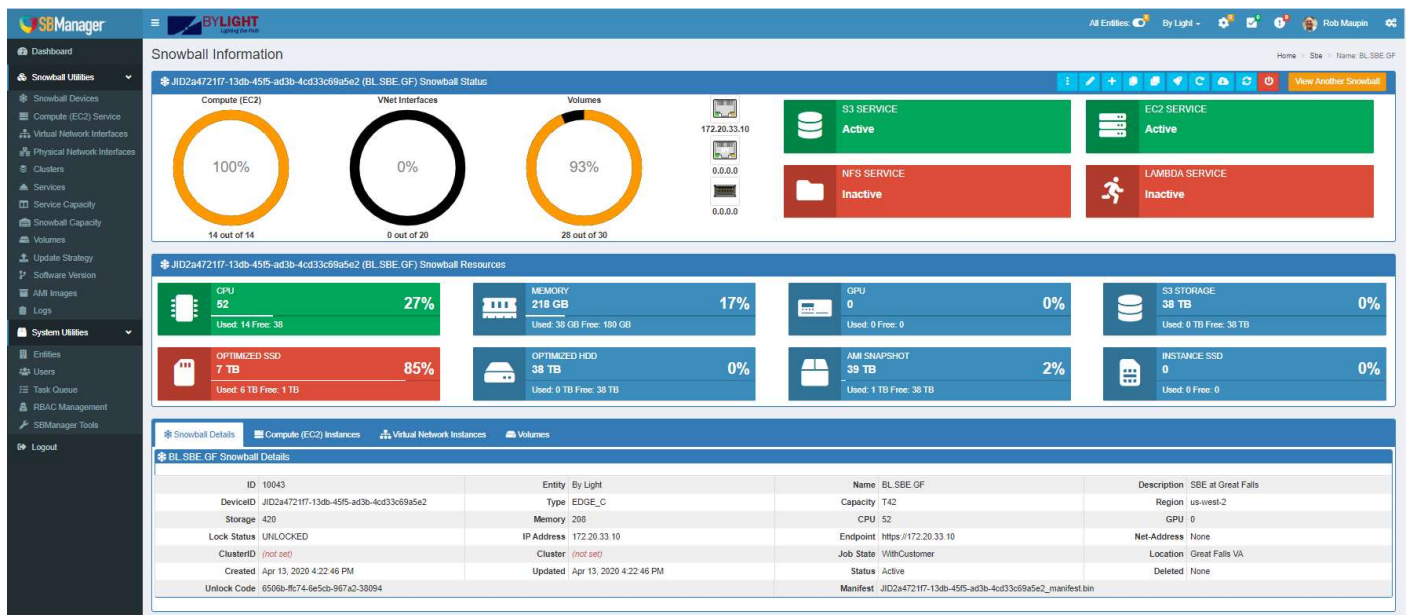 SBManager
BYLIGHT
Lighting the Path
All Entities:
By Light
Rob Maupin
Dashboard
Snowball Utilities
Snowball Devices
Compute (EC2) Service
Virtual Network Interfaces
Physical Network Interfaces
Clusters
Services
Service Capacity
Snowball Capacity
Volumes
Update Strategy
Software Version
AMI Images
Logs
System Utilities
Entities
Users
Task Queue
RBAC Management
SBManager Tools
Logout
Snowball Information
Home > Sbe > Name: BL.SBE.GF
JID2a4721f7-13db-45f5-ad3b-4cd33c69a5e2 (BL.SBE.GF) Snowball Status
View Another Snowball
Compute (EC2)
100%
14 out of 14
VNet Interfaces
0%
0 out of 20
Volumes
93%
28 out of 30
172.20.33.10
0.0.0.0
0.0.0.0
S3 SERVICE
Active
EC2 SERVICE
Active
NFS SERVICE
Inactive
LAMBDA SERVICE
Inactive
JID2a4721f7-13db-45f5-ad3b-4cd33c69a5e2 (BL.SBE.GF) Snowball Resources
CPU
52 27%
Used: 14 Free: 38
MEMORY
218 GB 17%
Used: 38 GB Free: 180 GB
GPU
0 0%
Used: 0 Free: 0
S3 STORAGE
38 TB 0%
Used: 0 TB Free: 38 TB
OPTIMIZED SSD
7 TB 85%
Used: 6 TB Free: 1 TB
OPTIMIZED HDD
38 TB 0%
Used: 0 TB Free: 38 TB
AMI SNAPSHOT
39 TB 2%
Used: 1 TB Free: 38 TB
INSTANCE SSD
0 0%
Used: 0 Free: 0
Snowball Details Compute (EC2) Instances Virtual Network Instances Volumes
BL.SBE.GF Snowball Details
ID 10043 Entity By Light Name BL.SBE.GF Description SBE at Great Falls
DeviceID JID2a4721f7-13db-45f5-ad3b-4cd33c69a5e2 Type EDGE_C Capacity T42 Region us-west-2
Storage 420 Memory 208 CPU 52 GPU 0
Lock Status UNLOCKED IP Address 172.20.33.10 Endpoint https://172.20.33.10 Net-Address None
ClusterID (not set) Cluster (not set) Job State WithCustomer Location Great Falls VA
Created Apr 13, 2020 4:22:46 PM Updated Apr 13, 2020 4:22:46 PM Status Active Deleted None
Unlock Code 6506b-ffc74-6e5cb-967a2-38094 Manifest JID2a4721f7-13db-45f5-ad3b-4cd33c69a5e2_manifest.bin